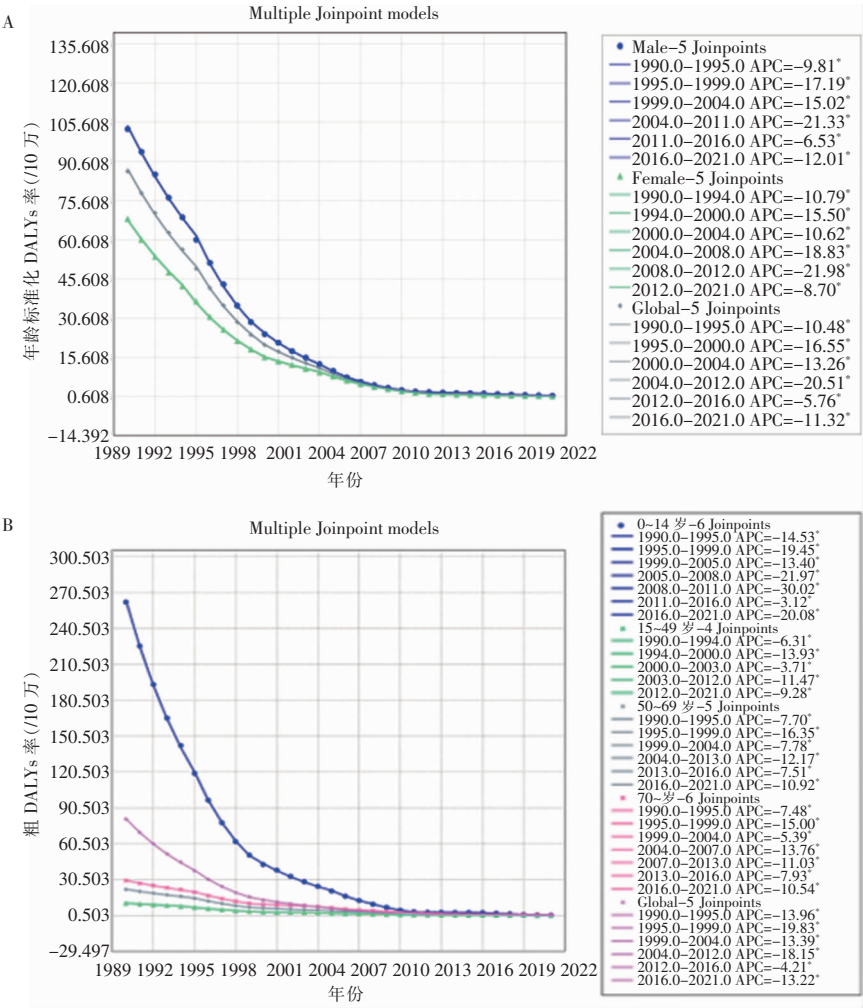 A
Multiple Joinpoint models
年龄标准化 DALYs 率(/10 万)
135.608
120.608
105.608
90.608
75.608
60.608
45.608
30.608
15.608
0.608
−14.392
1989 1992 1995 1998 2001 2004 2007 2010 2013 2016 2019 2022
年份
Male−5 Joinpoints
1990.0−1995.0 APC=−9.81*
1995.0−1999.0 APC=−17.19*
1999.0−2004.0 APC=−15.02*
2004.0−2011.0 APC=−21.33*
2011.0−2016.0 APC=−6.53*
2016.0−2021.0 APC=−12.01*
Female−5 Joinpoints
1990.0−1994.0 APC=−10.79*
1994.0−2000.0 APC=−15.50*
2000.0−2004.0 APC=−10.62*
2004.0−2008.0 APC=−18.83*
2008.0−2012.0 APC=−21.98*
2012.0−2021.0 APC=−8.70*
Global−5 Joinpoints
1990.0−1995.0 APC=−10.48*
1995.0−2000.0 APC=−16.55*
2000.0−2004.0 APC=−13.26*
2004.0−2012.0 APC=−20.51*
2012.0−2016.0 APC=−5.76*
2016.0−2021.0 APC=−11.32*
B
Multiple Joinpoint models
粗 DALYs 率(/10 万)
300.503
270.503
240.503
210.503
180.503
150.503
120.503
90.503
60.503
30.503
0.503
−29.497
1989 1992 1995 1998 2001 2004 2007 2010 2013 2016 2019 2022
年份
0~14 岁−6 Joinpoints
1990.0−1995.0 APC=−14.53*
1995.0−1999.0 APC=−19.45*
1999.0−2005.0 APC=−13.40*
2005.0−2008.0 APC=−21.97*
2008.0−2011.0 APC=−30.02*
2011.0−2016.0 APC=−3.12*
2016.0−2021.0 APC=−20.08*
15~49 岁−4 Joinpoints
1990.0−1994.0 APC=−6.31*
1994.0−2000.0 APC=−13.93*
2000.0−2003.0 APC=−3.71*
2003.0−2012.0 APC=−11.47*
2012.0−2021.0 APC=−9.28*
50~69 岁−5 Joinpoints
1990.0−1995.0 APC=−7.70*
1995.0−1999.0 APC=−16.35*
1999.0−2004.0 APC=−7.78*
2004.0−2013.0 APC=−12.17*
2013.0−2016.0 APC=−7.51*
2016.0−2021.0 APC=−10.92*
70~岁−6 Joinpoints
1990.0−1995.0 APC=−7.48*
1995.0−1999.0 APC=−15.00*
1999.0−2004.0 APC=−5.39*
2004.0−2007.0 APC=−13.76*
2007.0−2013.0 APC=−11.03*
2013.0−2016.0 APC=−7.93*
2016.0−2021.0 APC=−10.54*
Global−5 Joinpoints
1990.0−1995.0 APC=−13.96*
1995.0−1999.0 APC=−19.83*
1999.0−2004.0 APC=−13.39*
2004.0−2012.0 APC=−18.15*
2012.0−2016.0 APC=−4.21*
2016.0−2021.0 APC=−13.22*